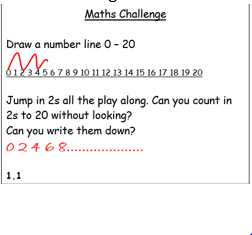 Maths Challenge
Draw a number line 0 – 20
0 1 2 3 4 5 6 7 8 9 10 11 12 13 14 15 16 17 18 19 20
Jump in 2s all the play along. Can you count in
2s to 20 without looking?
Can you write them down?
0 2 4 6 8.....................
1.1